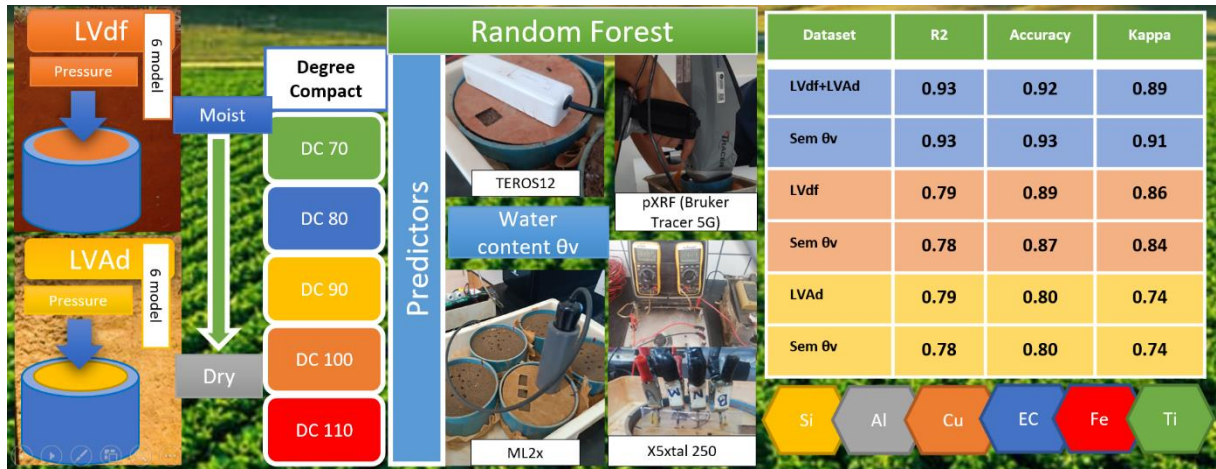 LVdf
6 model
Pressure
LVAd
6 model
Pressure
Moist
Dry
Degree
Compact
DC 70
DC 80
DC 90
DC 100
DC 110
Random Forest
Predictors
TEROS12
pXRF (Bruker
Tracer 5G)
Water
content θv
ML2x
X5xtal 250
Dataset R2 Accuracy Kappa
LVdf+LVAd 0.93 0.92 0.89
Sem θv 0.93 0.93 0.91
LVdf 0.79 0.89 0.86
Sem θv 0.78 0.87 0.84
LVAd 0.79 0.80 0.74
Sem θv 0.78 0.80 0.74
Si Al Cu EC Fe Ti